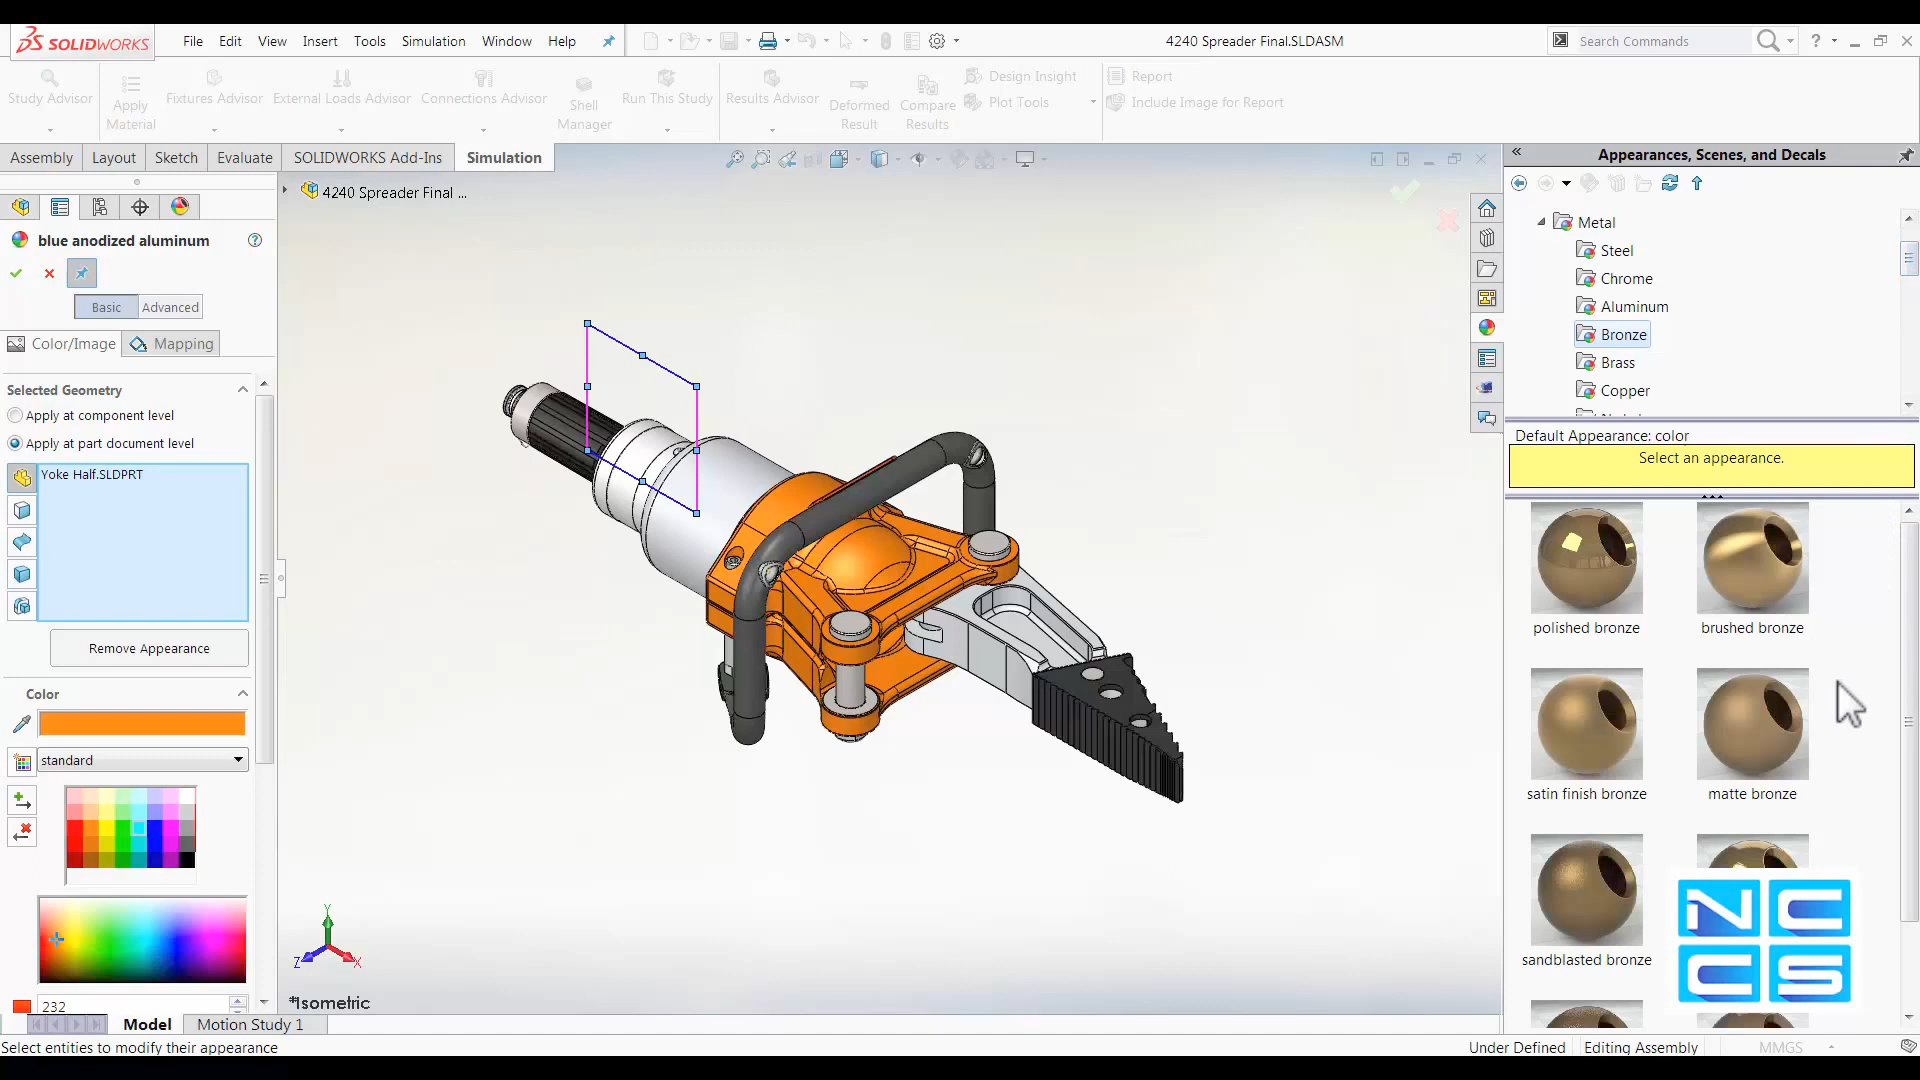 SOLIDWORKS
File Edit View Insert Tools Simulation Window Help
4240 Spreader Final.SLDASM
Search Commands
?
Study Advisor
Apply Material
Fixtures Advisor
External Loads Advisor
Connections Advisor
Shell Manager
Run This Study
Results Advisor
Deformed Result
Compare Results
Design Insight
Plot Tools
Report
Include Image for Report
Assembly Layout Sketch Evaluate SOLIDWORKS Add-Ins Simulation
4240 Spreader Final ...
blue anodized aluminum
?
Basic Advanced
Color/Image Mapping
Selected Geometry
Apply at component level
Apply at part document level
Yoke Half.SLDPRT
Remove Appearance
Color
standard
232
Y
Z
X
*Isometric
Model Motion Study 1
Select entities to modify their appearance
Under Defined Editing Assembly MMGS
Appearances, Scenes, and Decals
Metal
Steel
Chrome
Aluminum
Bronze
Brass
Copper
Default Appearance: color
Select an appearance.
polished bronze
brushed bronze
satin finish bronze
matte bronze
sandblasted bronze
NC
CS